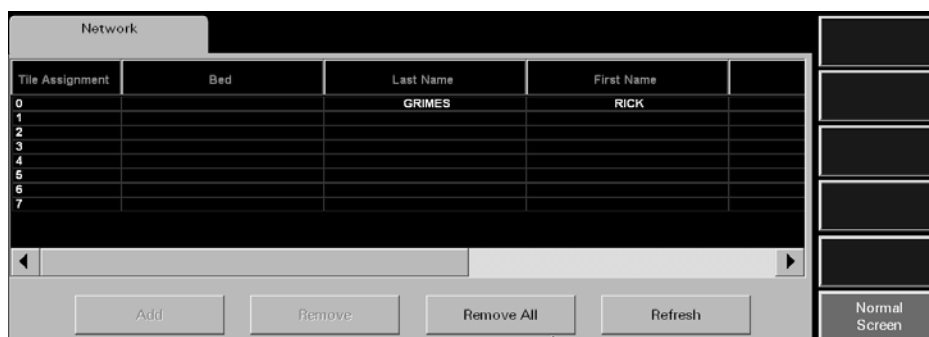 Network
Tile Assignment Bed Last Name First Name
0 GRIMES RICK
1
2
3
4
5
6
7
Add Remove Remove All Refresh
Normal
Screen